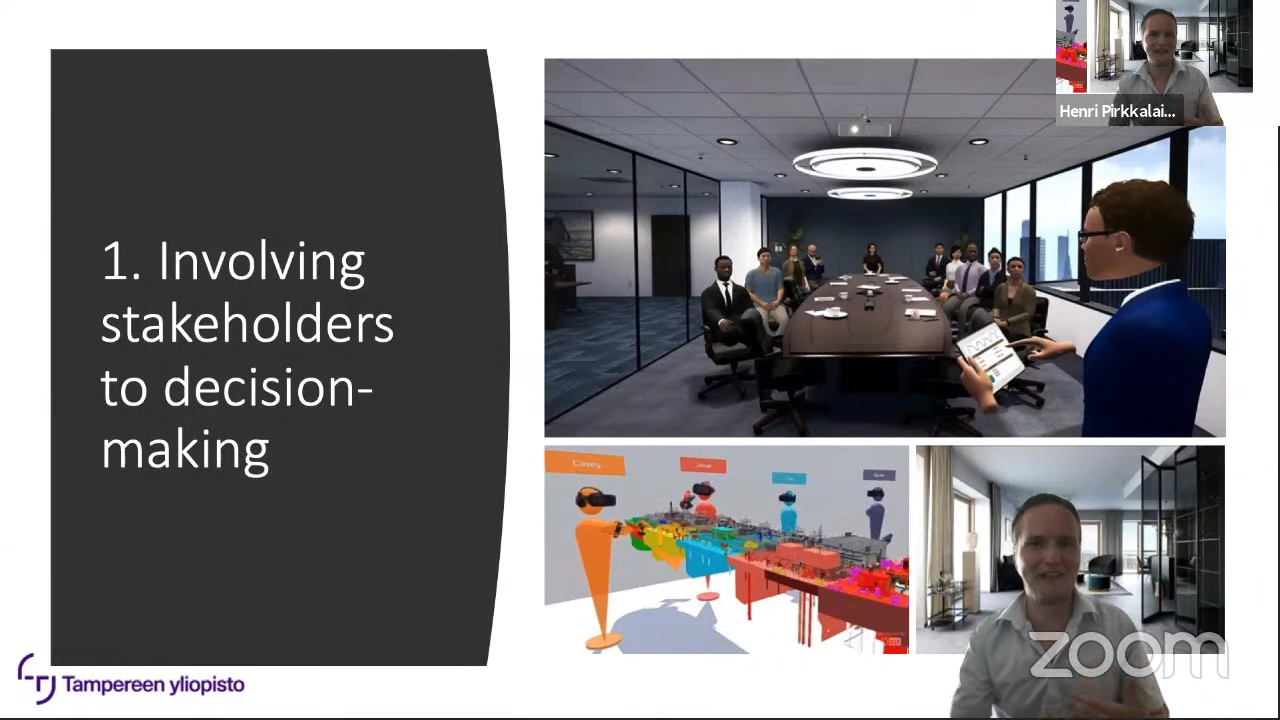 1. Involving
stakeholders
to decision-
making
Henri Pirkkalai...
Casey
zoom
Tampereen yliopisto